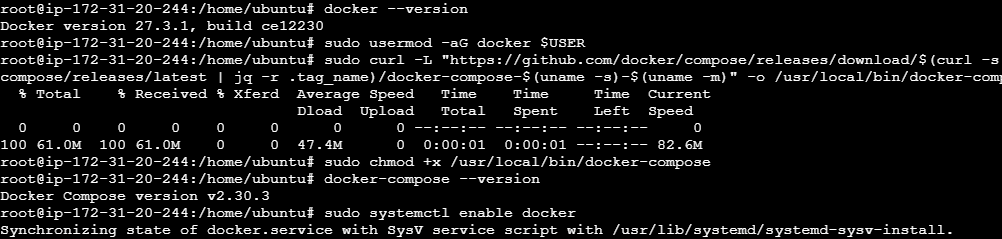 root@ip-172-31-20-244:/home/ubuntu# docker --version
Docker version 27.3.1, build ce12230
root@ip-172-31-20-244:/home/ubuntu# sudo usermod -aG docker $USER
root@ip-172-31-20-244:/home/ubuntu# sudo curl -L "https://github.com/docker/compose/releases/download/$(curl -s
compose/releases/latest | jq -r .tag_name)/docker-compose-$(uname -s)-$(uname -m)" -o /usr/local/bin/docker-comp
% Total % Received % Xferd Average Speed Time Time Time Current
Dload Upload Total Spent Left Speed
0 0 0 0 0 0 0 0 --:--:-- --:--:-- --:--:-- 0
100 61.0M 100 61.0M 0 0 47.4M 0 0:00:01 0:00:01 --:--:-- 82.6M
root@ip-172-31-20-244:/home/ubuntu# sudo chmod +x /usr/local/bin/docker-compose
root@ip-172-31-20-244:/home/ubuntu# docker-compose --version
Docker Compose version v2.30.3
root@ip-172-31-20-244:/home/ubuntu# sudo systemctl enable docker
Synchronizing state of docker.service with SysV service script with /usr/lib/systemd/systemd-sysv-install.